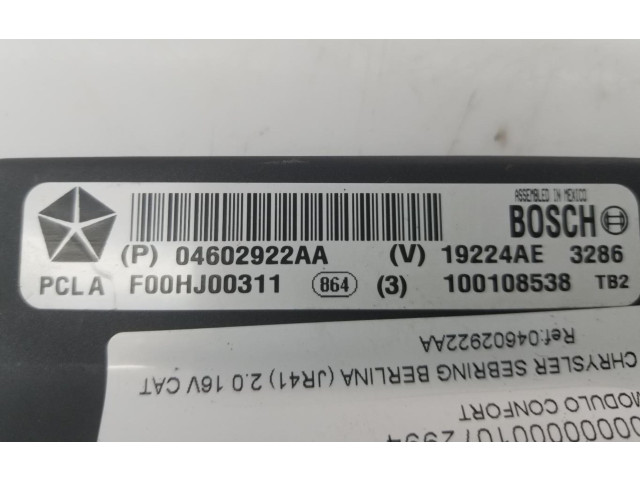 ASSEMBLED IN MEXICO
BOSCH
(P) 04602922AA (V) 19224AE 3286
PCLA F00HJ00311 864 (3) 100108538 TB2
Ref:04602922AA
CHRYSLER SEBRING BERLINA (JR41) 2.0 16V CAT
MODULO CONFORT